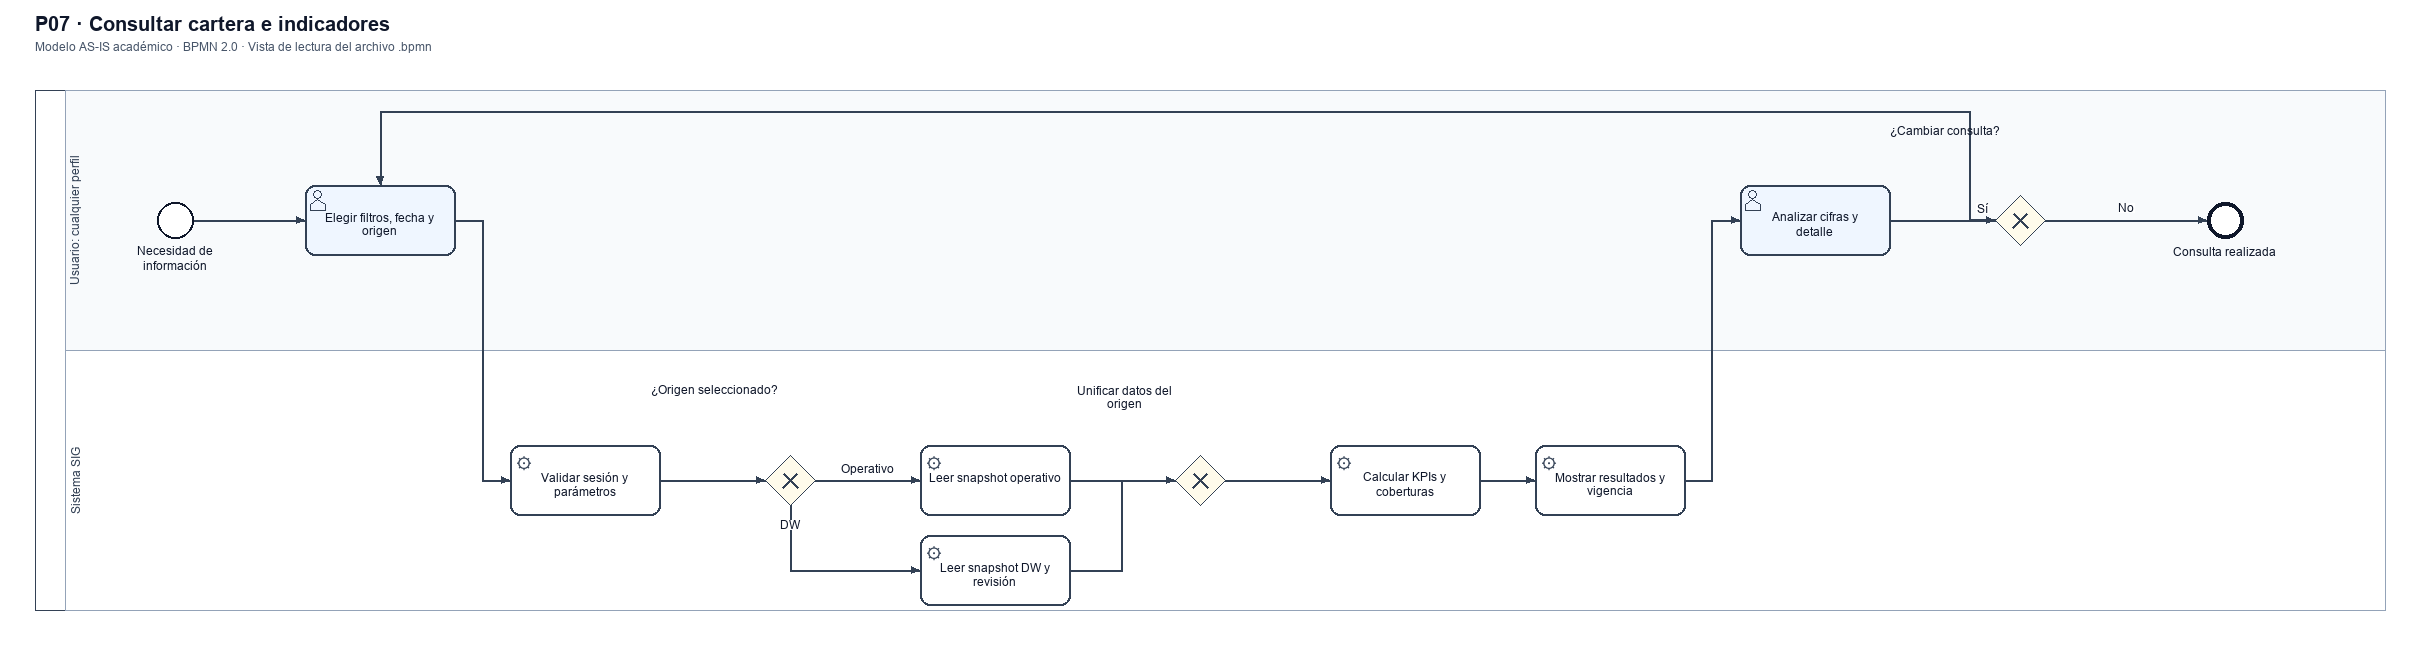 P07 · Consultar cartera e indicadores
Modelo AS-IS académico · BPMN 2.0 · Vista de lectura del archivo .bpmn
Usuario: cualquier perfil
Necesidad de
información
Elegir filtros, fecha y
origen
Analizar cifras y
detalle
¿Cambiar consulta?
Sí
No
Consulta realizada
Sistema SIG
Validar sesión y
parámetros
¿Origen seleccionado?
Operativo
DW
Leer snapshot operativo
Leer snapshot DW y
revisión
Unificar datos del
origen
Calcular KPIs y
coberturas
Mostrar resultados y
vigencia